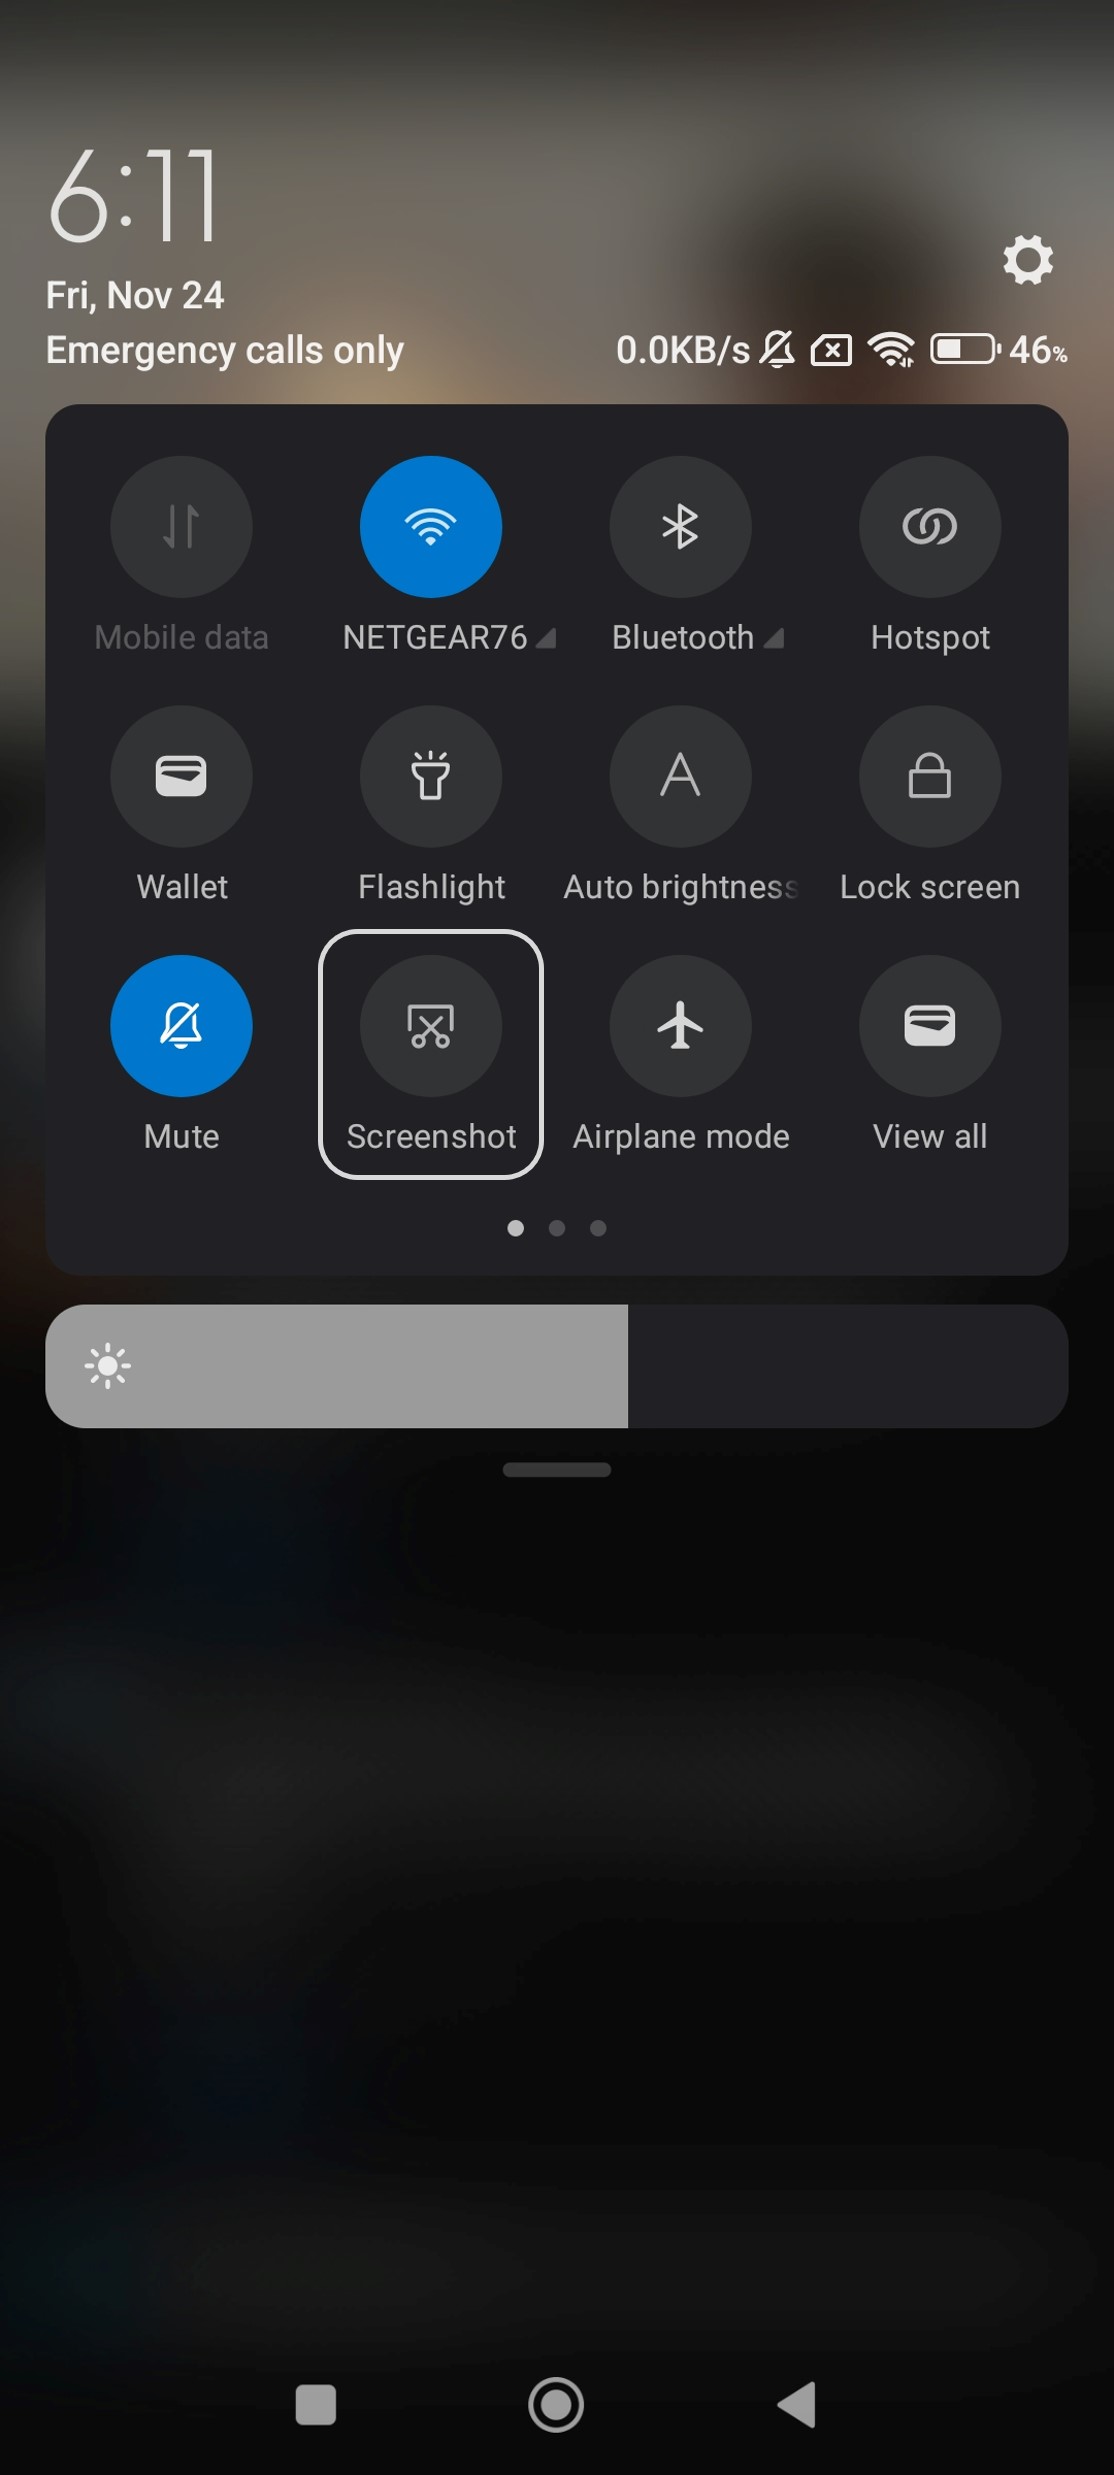 6:11
Fri, Nov 24
Emergency calls only 0.0KB/s 46%
Mobile data NETGEAR76 Bluetooth Hotspot
Wallet Flashlight Auto brightness Lock screen
Mute Screenshot Airplane mode View all